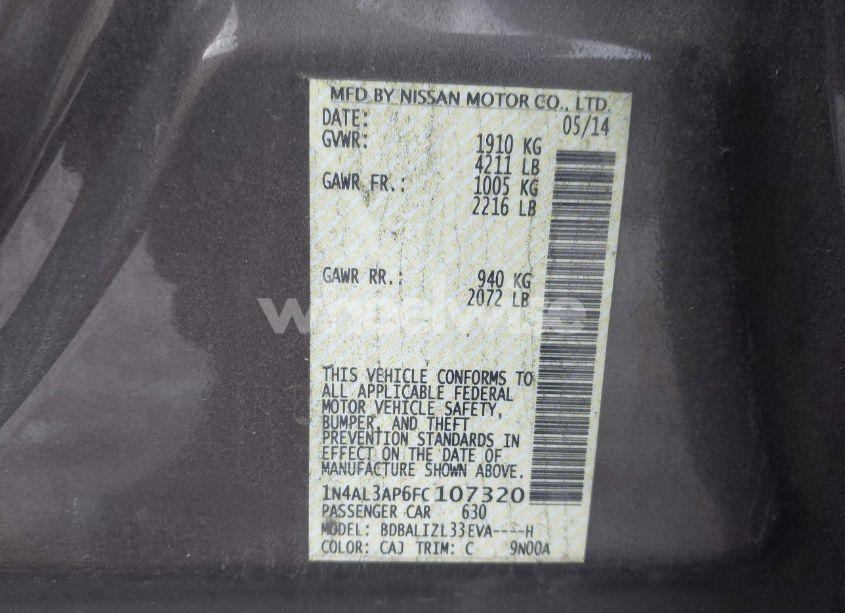 MFD BY NISSAN MOTOR CO., LTD.
DATE: 05/14
GVWR: 1910 KG
4211 LB
GAWR FR.: 1005 KG
2216 LB
GAWR RR.: 940 KG
2072 LB
wheelwise
THIS VEHICLE CONFORMS TO
ALL APPLICABLE FEDERAL
MOTOR VEHICLE SAFETY,
BUMPER, AND THEFT
PREVENTION STANDARDS IN
EFFECT ON THE DATE OF
MANUFACTURE SHOWN ABOVE.
1N4AL3AP6FC107320
PASSENGER CAR 630
MODEL: BDBALIZL33EVA----H
COLOR: CAJ TRIM: C 9N00A